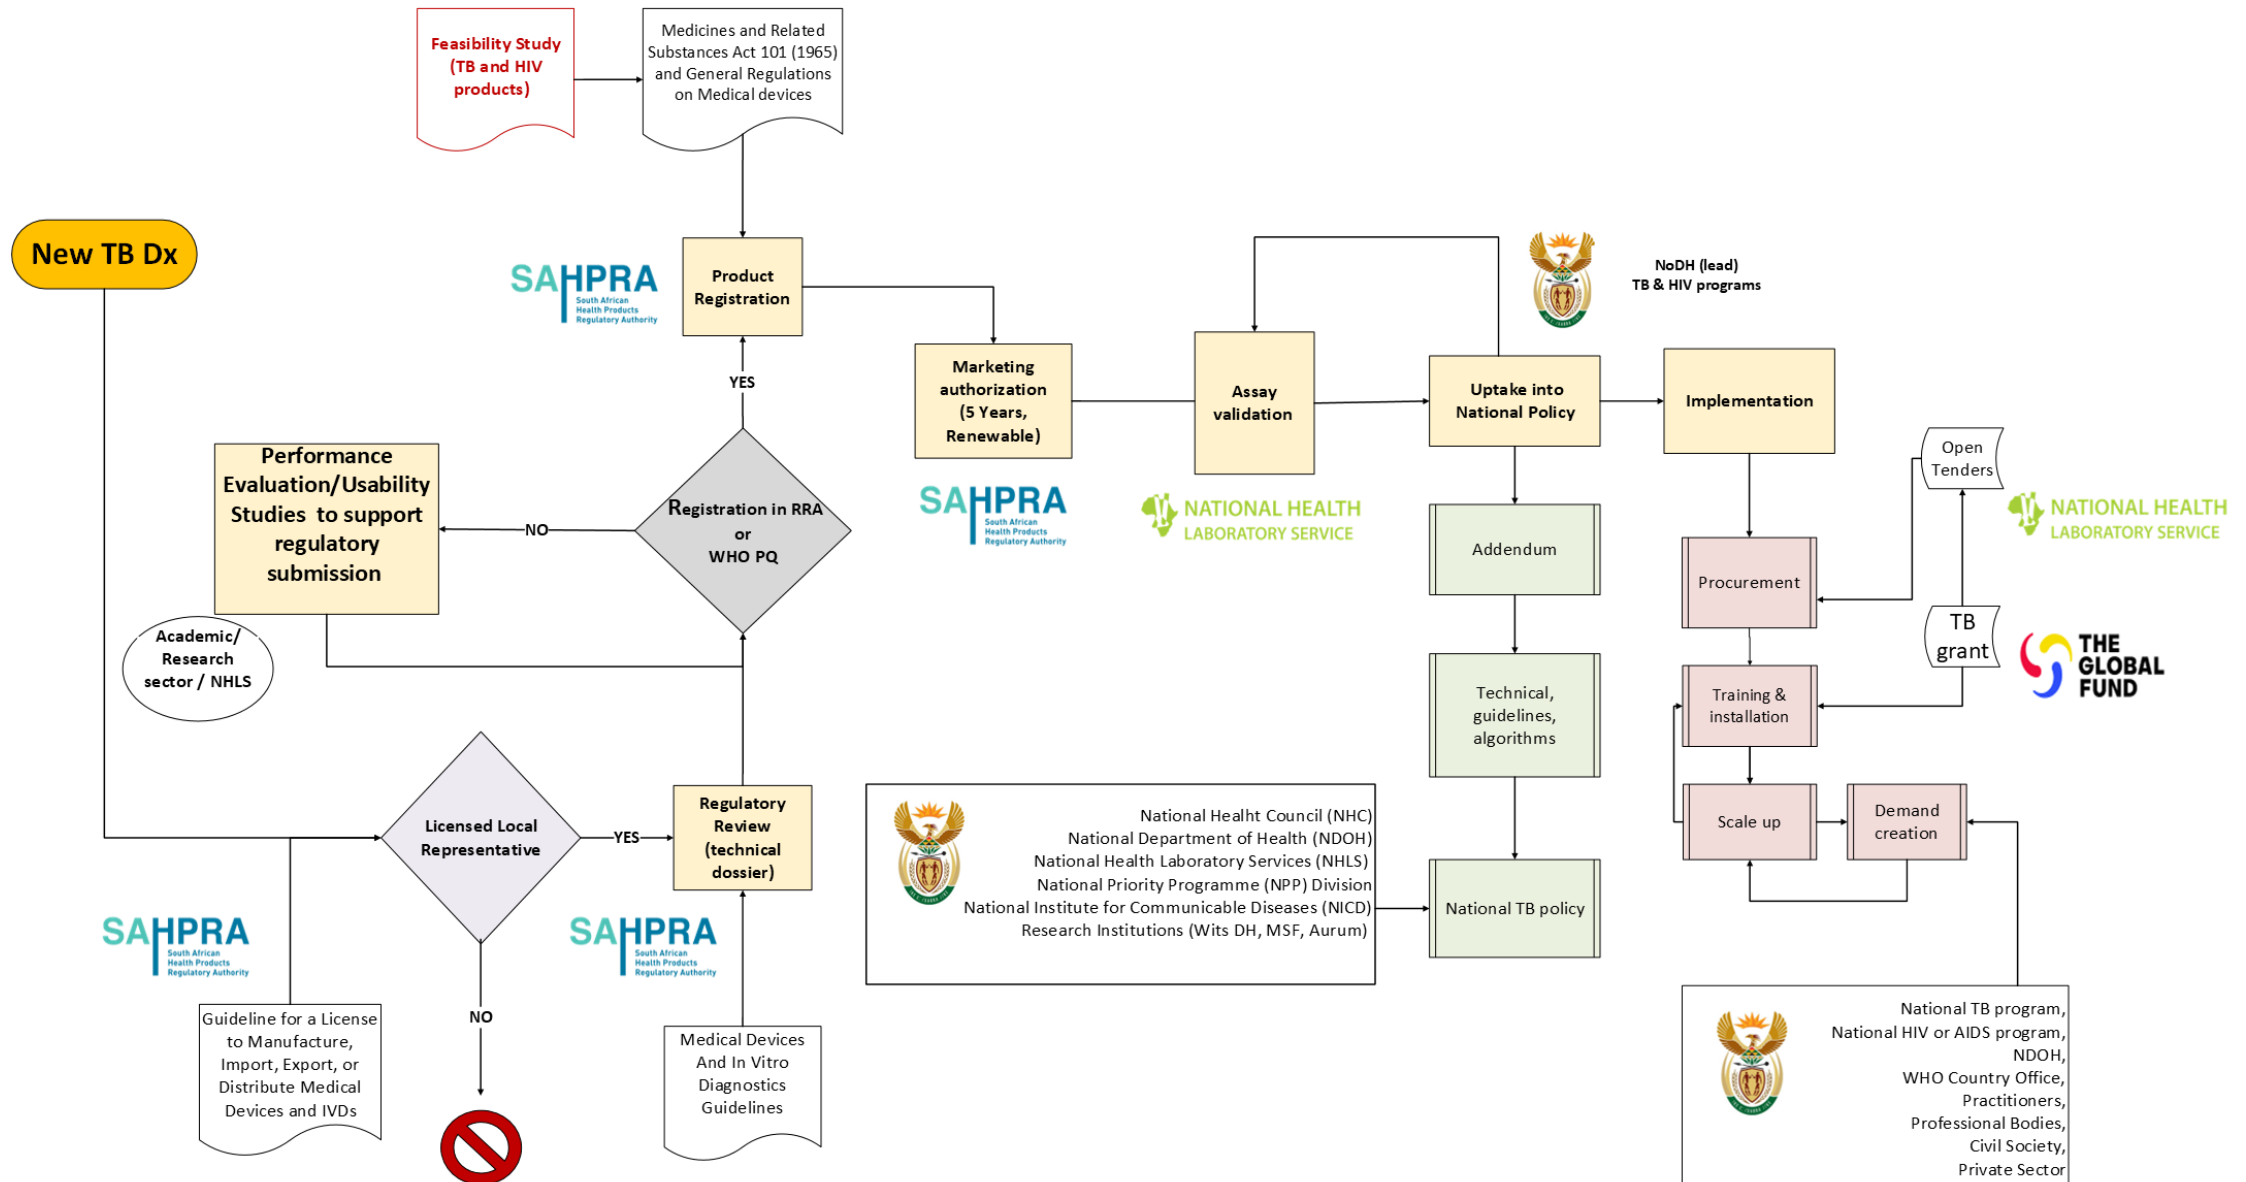 Feasibility Study
(TB and HIV
products)
Medicines and Related
Substances Act 101 (1965)
and General Regulations
on Medical devices
New TB Dx
SAHPRA
South African
Health Products
Regulatory Authority
Product
Registration
NoDH (lead)
TB & HIV programs
YES
Marketing
authorization
(5 Years,
Renewable)
Assay
validation
Uptake into
National Policy
Implementation
Performance
Evaluation/Usability
Studies to support
regulatory
submission
NO
Registration in RRA
or
WHO PQ
SAHPRA
South African
Health Products
Regulatory Authority
NATIONAL HEALTH
LABORATORY SERVICE
Open
Tenders
NATIONAL HEALTH
LABORATORY SERVICE
Addendum
Procurement
Academic/
Research
sector / NHLS
TB
grant
THE
GLOBAL
FUND
Technical,
guidelines,
algorithms
Training &
installation
Licensed Local
Representative
YES
Regulatory
Review
(technical
dossier)
National Healht Council (NHC)
National Department of Health (NDOH)
National Health Laboratory Services (NHLS)
National Priority Programme (NPP) Division
National Institute for Communicable Diseases (NICD)
Research Institutions (Wits DH, MSF, Aurum)
National TB policy
Scale up
Demand
creation
SAHPRA
South African
Health Products
Regulatory Authority
SAHPRA
South African
Health Products
Regulatory Authority
NO
Guideline for a License
to Manufacture,
Import, Export, or
Distribute Medical
Devices and IVDs
Medical Devices
And In Vitro
Diagnostics
Guidelines
National TB program,
National HIV or AIDS program,
NDOH,
WHO Country Office,
Practitioners,
Professional Bodies,
Civil Society,
Private Sector